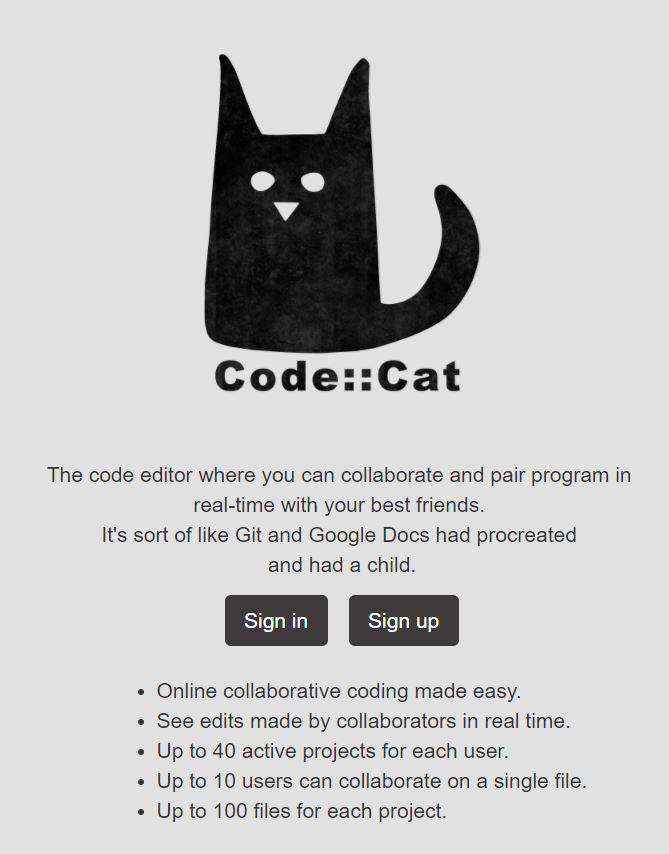 Code::Cat
The code editor where you can collaborate and pair program in
real-time with your best friends.
It's sort of like Git and Google Docs had procreated
and had a child.
Sign in
Sign up
• Online collaborative coding made easy.
• See edits made by collaborators in real time.
• Up to 40 active projects for each user.
• Up to 10 users can collaborate on a single file.
• Up to 100 files for each project.